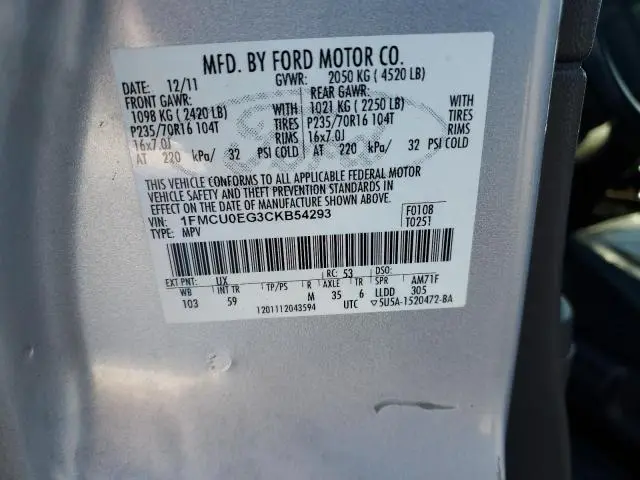 MFD. BY FORD MOTOR CO.
DATE: 12/11 GVWR: 2050 KG ( 4520 LB)
FRONT GAWR: REAR GAWR:
1098 KG ( 2420 LB) WITH 1021 KG ( 2250 LB) WITH
P235/70R16 104T TIRES P235/70R16 104T TIRES
16x7.0J RIMS 16x7.0J RIMS
AT 220 kPa/ 32 PSI COLD AT 220 kPa/ 32 PSI COLD
THIS VEHICLE CONFORMS TO ALL APPLICABLE FEDERAL MOTOR
VEHICLE SAFETY AND THEFT PREVENTION STANDARDS IN
EFFECT ON THE DATE OF MANUFACTURE SHOWN ABOVE.
VIN: 1FMCU0EG3CKB54293 F0108
TYPE: MPV T0251
EXT PNT: UX RC: 53 DSO:
WB INT TR TP/PS R AXLE TR SPR AM71F
103 59 M 35 6 LLDD 305
1201112043594 UTC ▽5U5A-1520472-BA
Ford